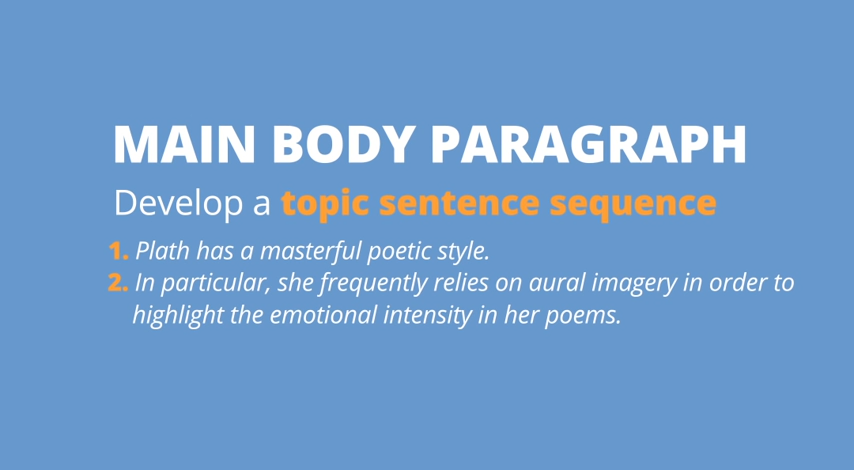 MAIN BODY PARAGRAPH
Develop a topic sentence sequence
1. Plath has a masterful poetic style.
2. In particular, she frequently relies on aural imagery in order to
highlight the emotional intensity in her poems.